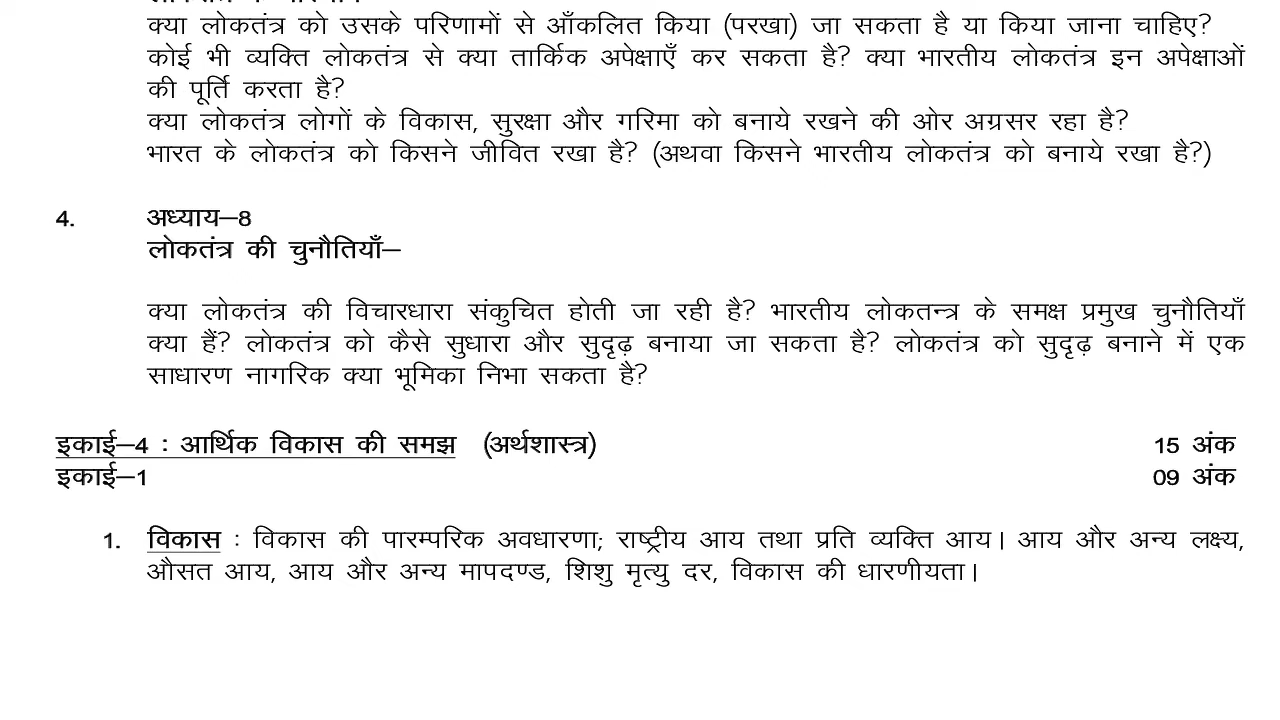 क्या लोकतंत्र को उसके परिणामों से आँकलित किया (परखा) जा सकता है या किया जाना चाहिए?
कोई भी व्यक्ति लोकतंत्र से क्या तार्किक अपेक्षाएँ कर सकता है? क्या भारतीय लोकतंत्र इन अपेक्षाओं
की पूर्ति करता है?
क्या लोकतंत्र लोगों के विकास, सुरक्षा और गरिमा को बनाये रखने की ओर अग्रसर रहा है?
भारत के लोकतंत्र को किसने जीवित रखा है? (अथवा किसने भारतीय लोकतंत्र को बनाये रखा है?)
4. अध्याय–8
लोकतंत्र की चुनौतियाँ–
क्या लोकतंत्र की विचारधारा संकुचित होती जा रही है? भारतीय लोकतन्त्र के समक्ष प्रमुख चुनौतियाँ
क्या हैं? लोकतंत्र को कैसे सुधारा और सुदृढ़ बनाया जा सकता है? लोकतंत्र को सुदृढ़ बनाने में एक
साधारण नागरिक क्या भूमिका निभा सकता है?
इकाई–4 : आर्थिक विकास की समझ (अर्थशास्त्र) 15 अंक
इकाई–1 09 अंक
1. विकास : विकास की पारम्परिक अवधारणा; राष्ट्रीय आय तथा प्रति व्यक्ति आय। आय और अन्य लक्ष्य,
औसत आय, आय और अन्य मापदण्ड, शिशु मृत्यु दर, विकास की धारणीयता।